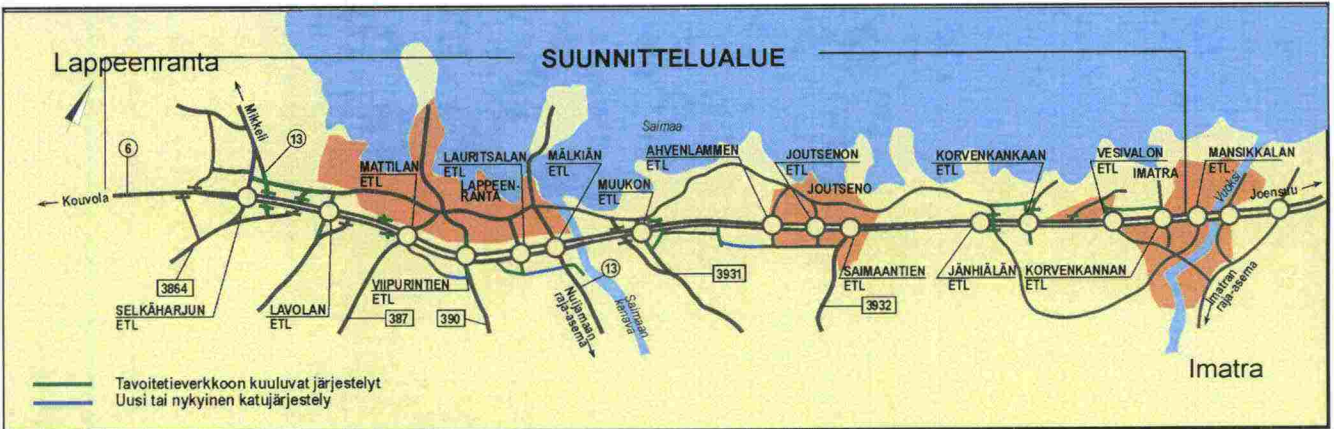 SUUNNITTELUALUE
Lappeenranta
Mikkeli
13
6
Kouvola
MATTILAN
ETL
LAURITSALAN
ETL
LAPPEEN-
RANTA
MÄLKIÄN
ETL
MUUKON
ETL
Saimaa
AHVENLAMMEN
ETL
JOUTSENON
ETL
JOUTSENO
KORVENKANKAAN
ETL
VESIVALON
ETL
IMATRA
MANSIKKALAN
ETL
Vuoksi
Joensuu
3864
SELKÄHARJUN
ETL
LAVOLAN
ETL
VIIPURINTIEN
ETL
387
390
Nuijamaan
raja-asema
13
Saimaan
kanava
3931
SAIMAANTIEN
ETL
3932
JÄNHIÄLÄN
ETL
KORVENKANNAN
ETL
Imatran
raja-asema
Imatra
Tavoitetieverkkoon kuuluvat järjestelyt
Uusi tai nykyinen katujärjestely